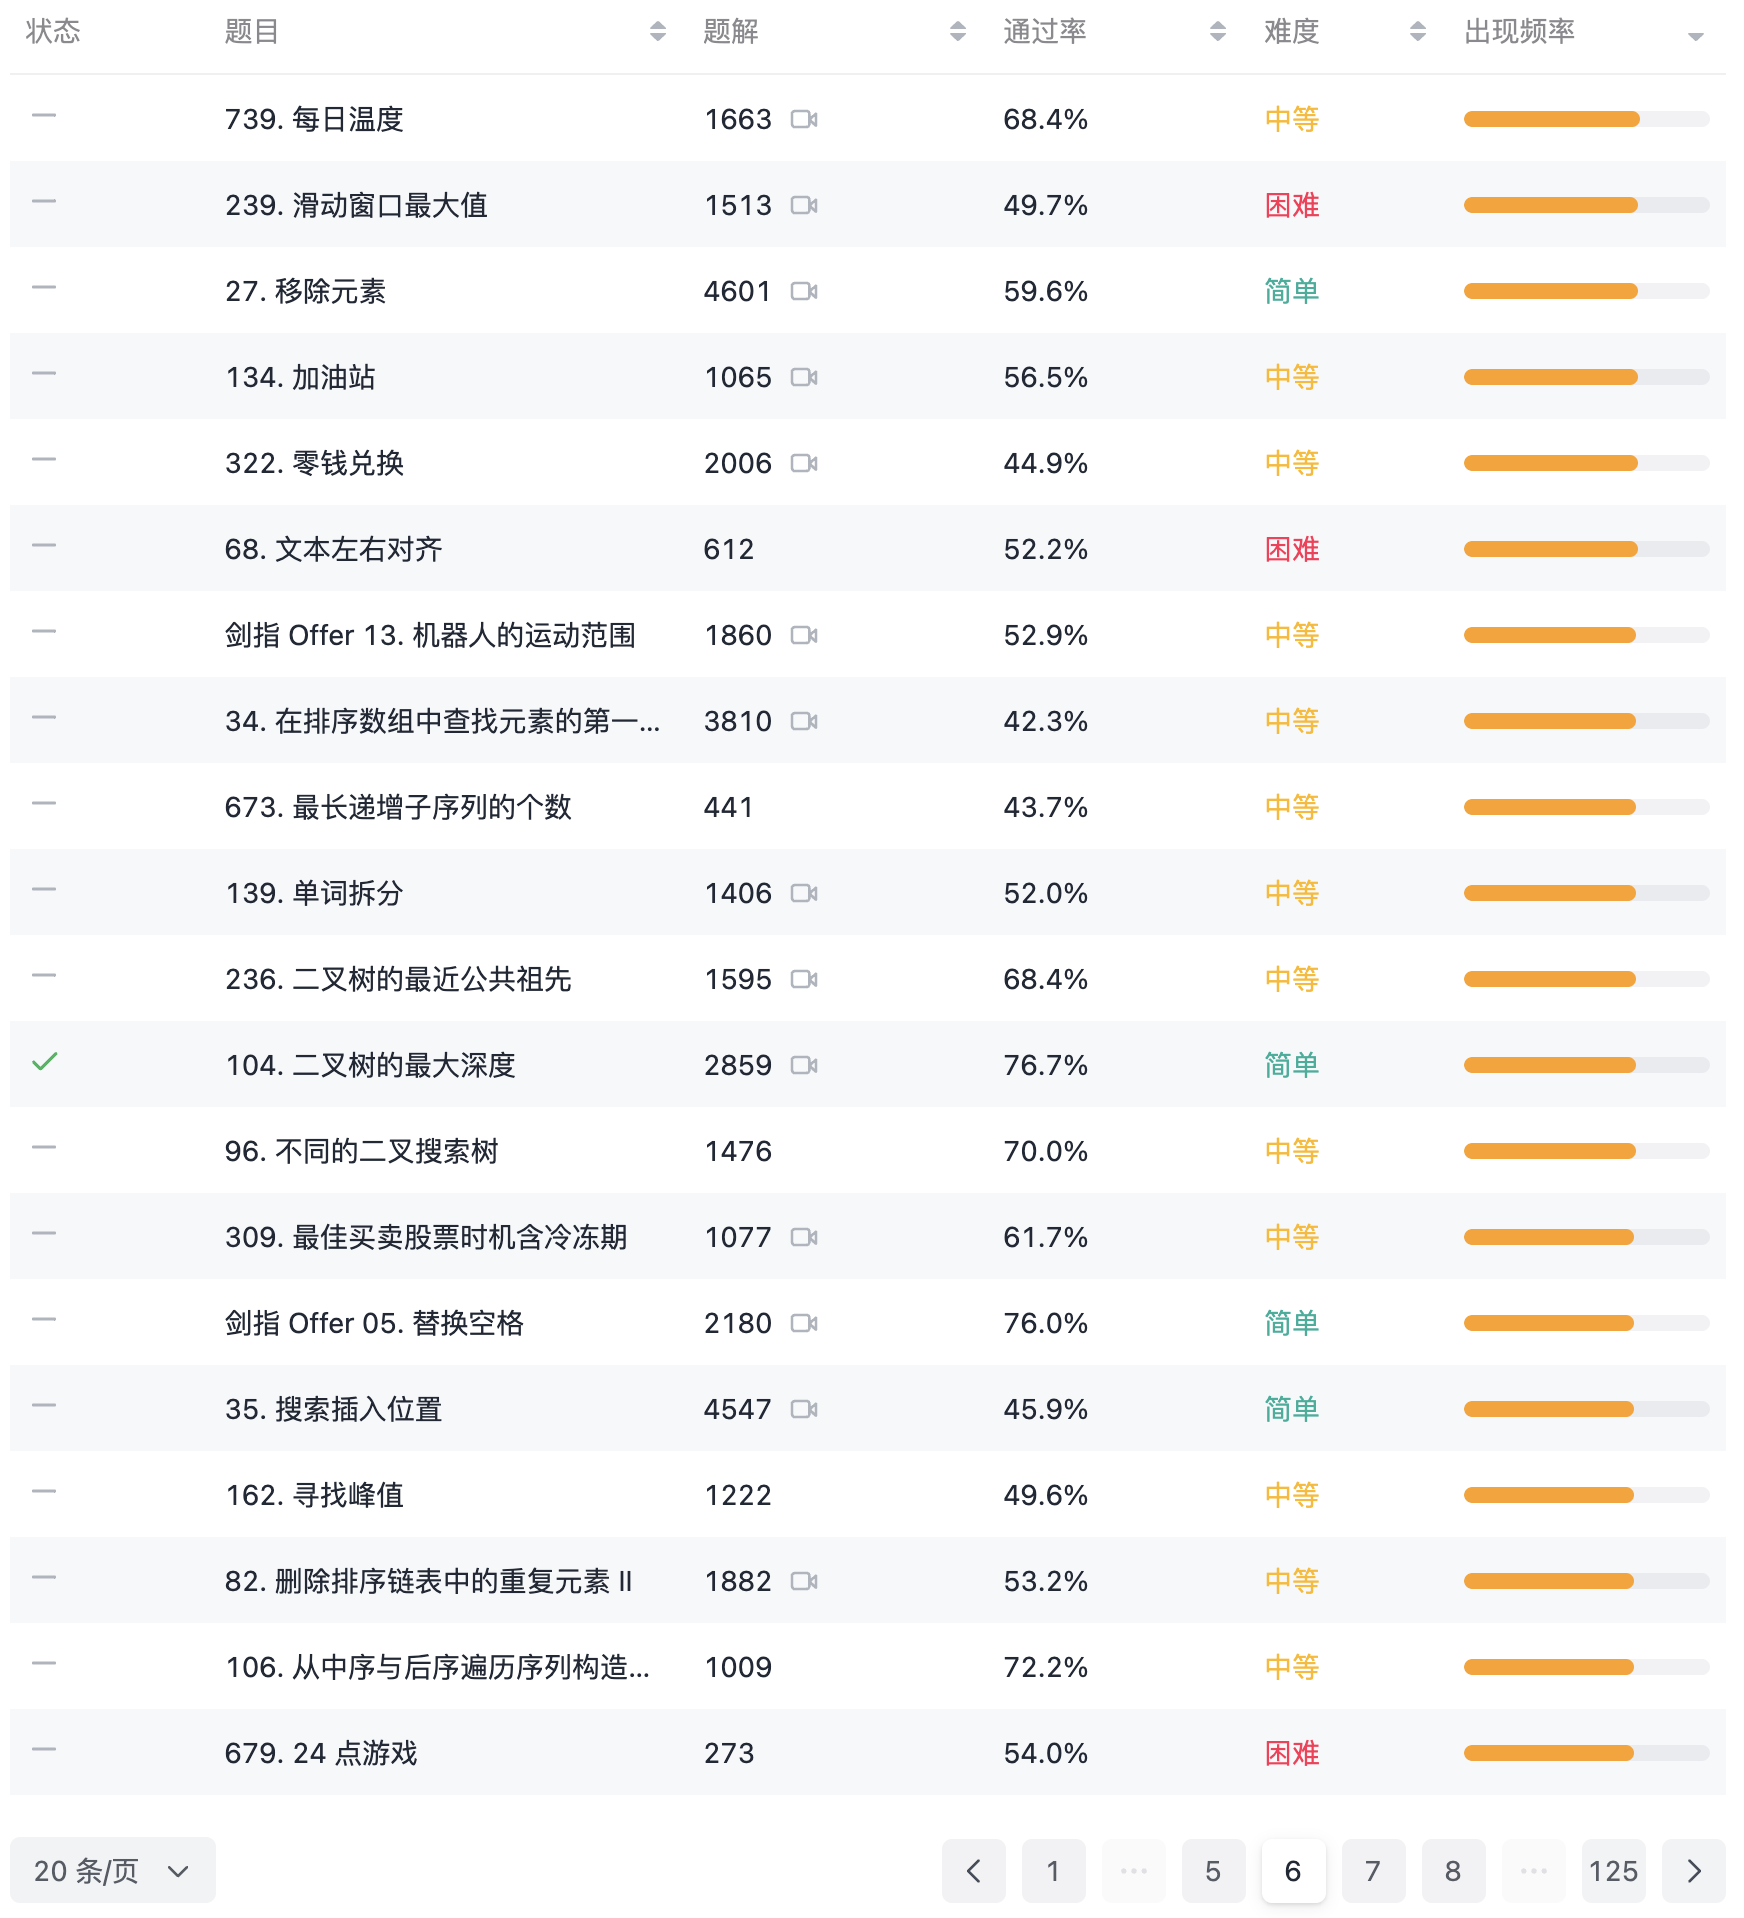 状态 题目 题解 通过率 难度 出现频率
739. 每日温度 1663 68.4% 中等
239. 滑动窗口最大值 1513 49.7% 困难
27. 移除元素 4601 59.6% 简单
134. 加油站 1065 56.5% 中等
322. 零钱兑换 2006 44.9% 中等
68. 文本左右对齐 612 52.2% 困难
剑指 Offer 13. 机器人的运动范围 1860 52.9% 中等
34. 在排序数组中查找元素的第一... 3810 42.3% 中等
673. 最长递增子序列的个数 441 43.7% 中等
139. 单词拆分 1406 52.0% 中等
236. 二叉树的最近公共祖先 1595 68.4% 中等
104. 二叉树的最大深度 2859 76.7% 简单
96. 不同的二叉搜索树 1476 70.0% 中等
309. 最佳买卖股票时机含冷冻期 1077 61.7% 中等
剑指 Offer 05. 替换空格 2180 76.0% 简单
35. 搜索插入位置 4547 45.9% 简单
162. 寻找峰值 1222 49.6% 中等
82. 删除排序链表中的重复元素 II 1882 53.2% 中等
106. 从中序与后序遍历序列构造... 1009 72.2% 中等
679. 24 点游戏 273 54.0% 困难
20 条/页 1 ... 5 6 7 8 ... 125